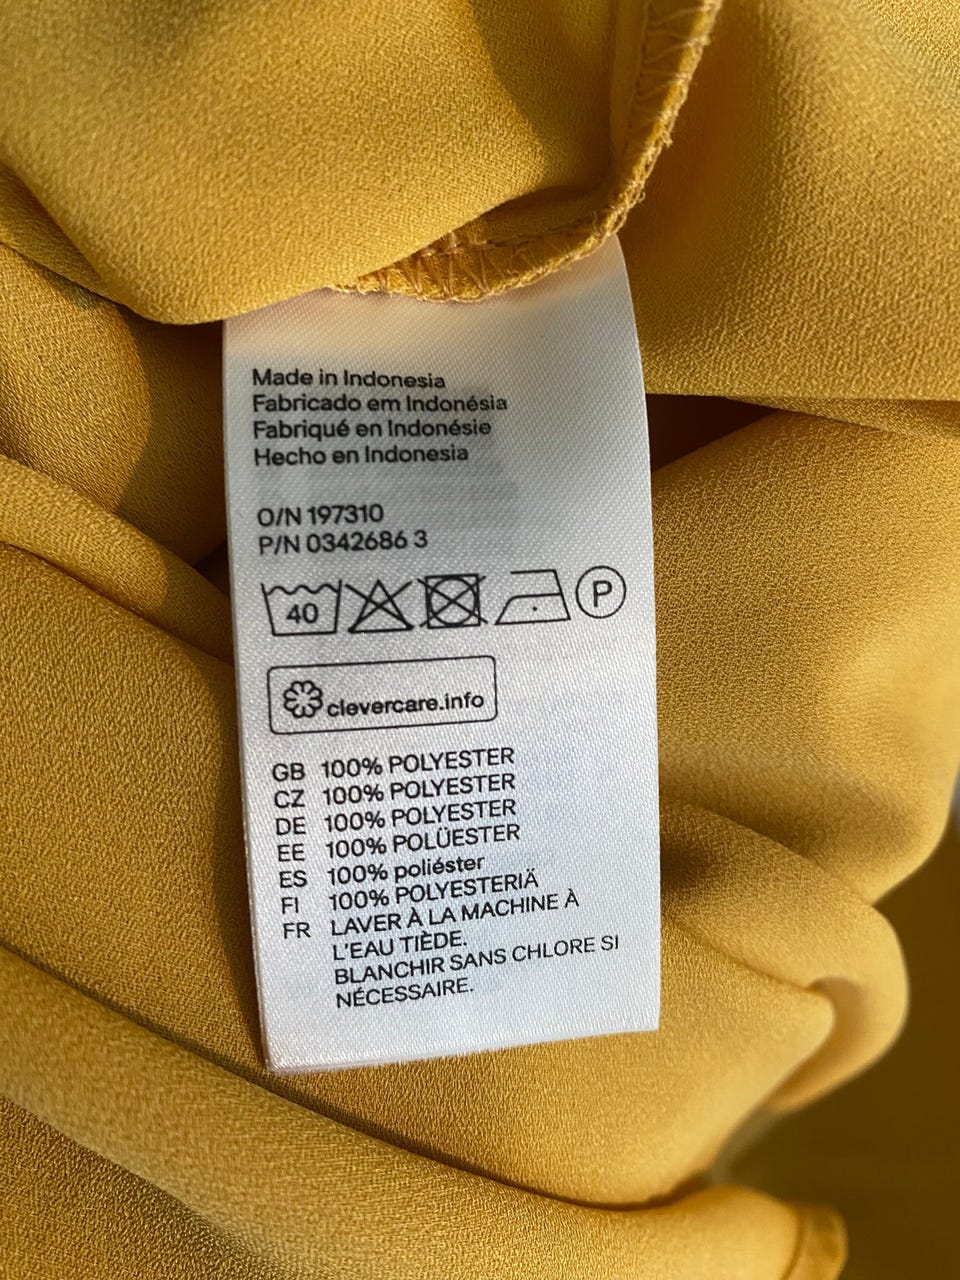 Made in Indonesia
Fabricado em Indonésia
Fabriqué en Indonésie
Hecho en Indonesia
O/N 197310
P/N 0342686 3
40 P
clevercare.info
GB 100% POLYESTER
CZ 100% POLYESTER
DE 100% POLYESTER
EE 100% POLÜESTER
ES 100% poliéster
FI 100% POLYESTERIÄ
FR LAVER À LA MACHINE À
L'EAU TIÈDE.
BLANCHIR SANS CHLORE SI
NÉCESSAIRE.